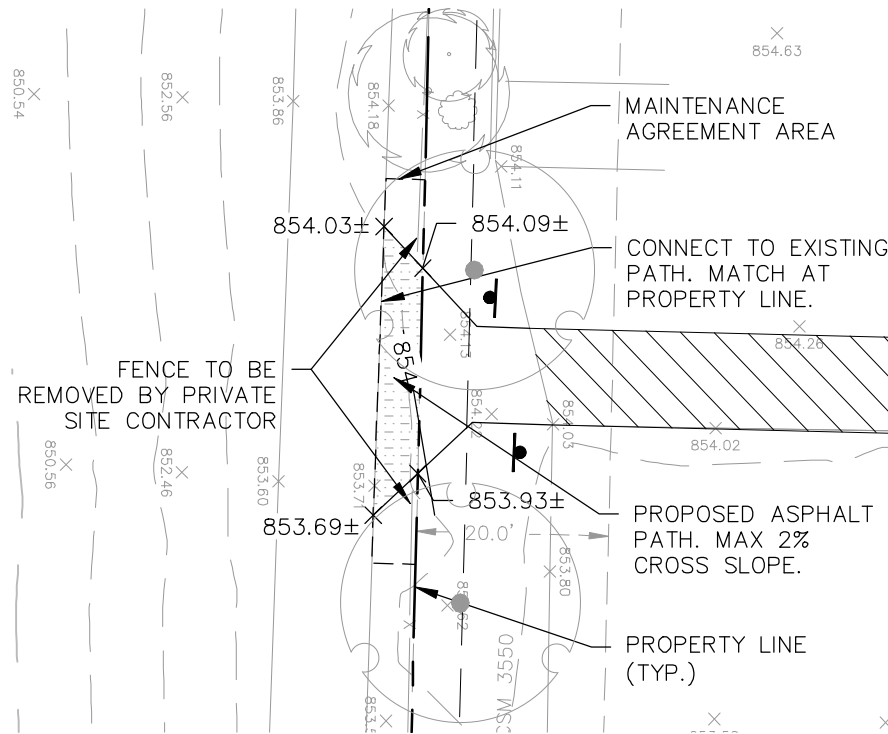 854.63
850.54
852.56
853.86
854.18
MAINTENANCE
AGREEMENT AREA
854.11
854.03±
854.09±
CONNECT TO EXISTING
PATH. MATCH AT
PROPERTY LINE.
854.13
854.26
854
FENCE TO BE
REMOVED BY PRIVATE
SITE CONTRACTOR
854.03
854.02
850.56
852.46
853.60
853.93±
853.69±
PROPOSED ASPHALT
PATH. MAX 2%
CROSS SLOPE.
20.0'
853.80
PROPERTY LINE
(TYP.)
CSM 3550